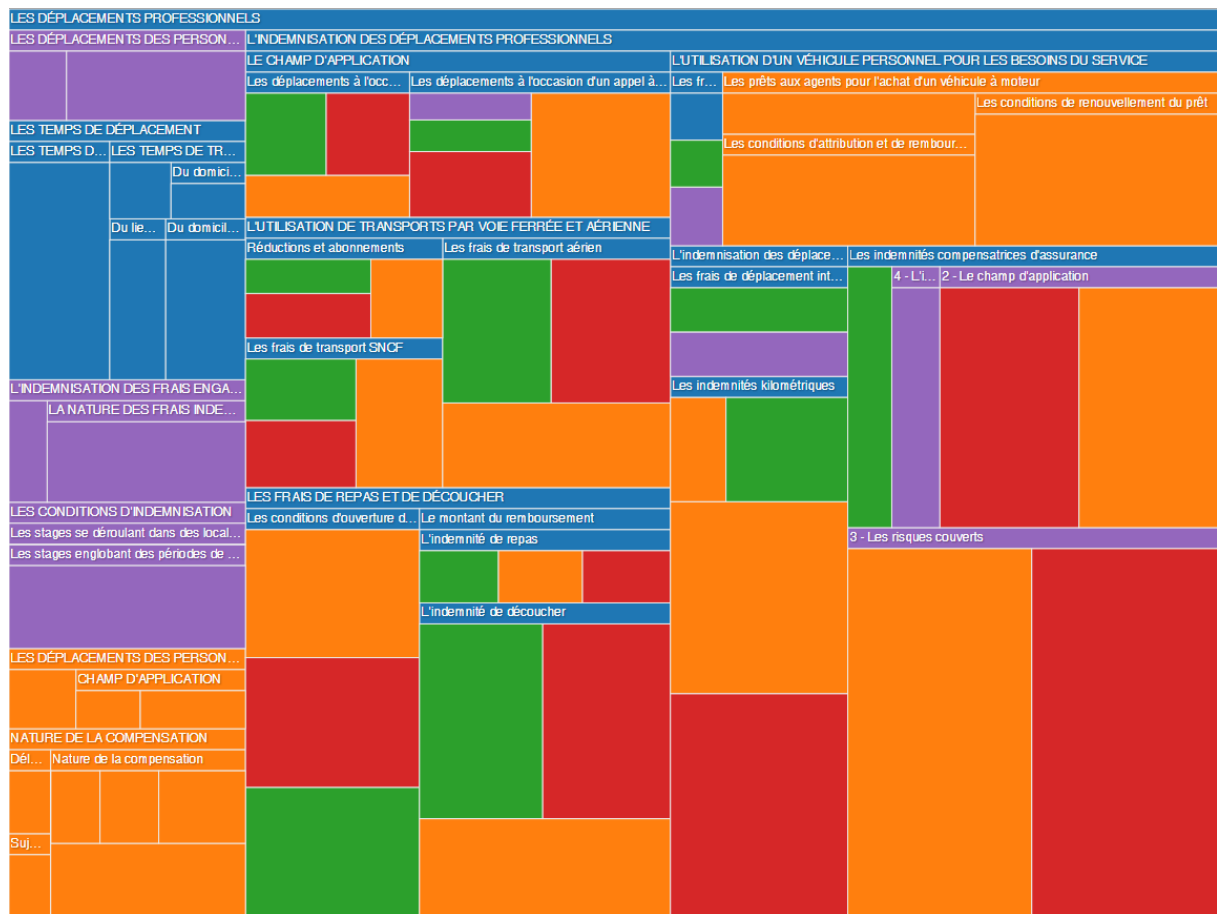 LES DÉPLACEMENTS PROFESSIONNELS
LES DÉPLACEMENTS DES PERSON...
L'INDEMNISATION DES DÉPLACEMENTS PROFESSIONNELS
LE CHAMP D'APPLICATION
L'UTILISATION D'UN VÉHICULE PERSONNEL POUR LES BESOINS DU SERVICE
Les déplacements à l'occ...
Les déplacements à l'occasion d'un appel à...
Les fr...
Les prêts aux agents pour l'achat d'un véhicule à moteur
Les conditions de renouvellement du prêt
LES TEMPS DE DÉPLACEMENT
LES TEMPS D...
LES TEMPS DE TR...
Les conditions d'attribution et de rembour...
Du domici...
Du lie...
Du domicil...
L'UTILISATION DE TRANSPORTS PAR VOIE FERRÉE ET AÉRIENNE
Réductions et abonnements
Les frais de transport aérien
L'indemnisation des déplace...
Les indemnités compensatrices d'assurance
Les frais de déplacement int...
4 - L'i...
2 - Le champ d'application
Les frais de transport SNCF
L'INDEMNISATION DES FRAIS ENGA...
Les indemnités kilométriques
LA NATURE DES FRAIS INDE...
LES FRAIS DE REPAS ET DE DÉCOUCHER
LES CONDITIONS D'INDEMNISATION
Les conditions d'ouverture d...
Le montant du remboursement
Les stages se déroulant dans des local...
L'indemnité de repas
3 - Les risques couverts
Les stages englobant des périodes de ...
L'indemnité de découcher
LES DÉPLACEMENTS DES PERSON...
CHAMP D'APPLICATION
NATURE DE LA COMPENSATION
Dél...
Nature de la compensation
Suj...